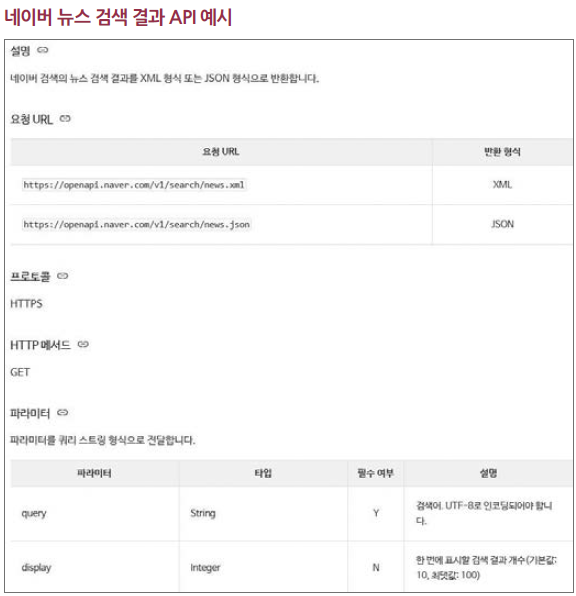 네이버 뉴스 검색 결과 API 예시
설명
네이버 검색의 뉴스 검색 결과를 XML 형식 또는 JSON 형식으로 반환합니다.
요청 URL
요청 URL 반환 형식
https://openapi.naver.com/v1/search/news.xml XML
https://openapi.naver.com/v1/search/news.json JSON
프로토콜
HTTPS
HTTP 메서드
GET
파라미터
파라미터를 쿼리 스트링 형식으로 전달합니다.
파라미터 타입 필수 여부 설명
query String Y 검색어. UTF-8로 인코딩되어야 합니
다.
display Integer N 한 번에 표시할 검색 결과 개수(기본값:
10, 최댓값: 100)